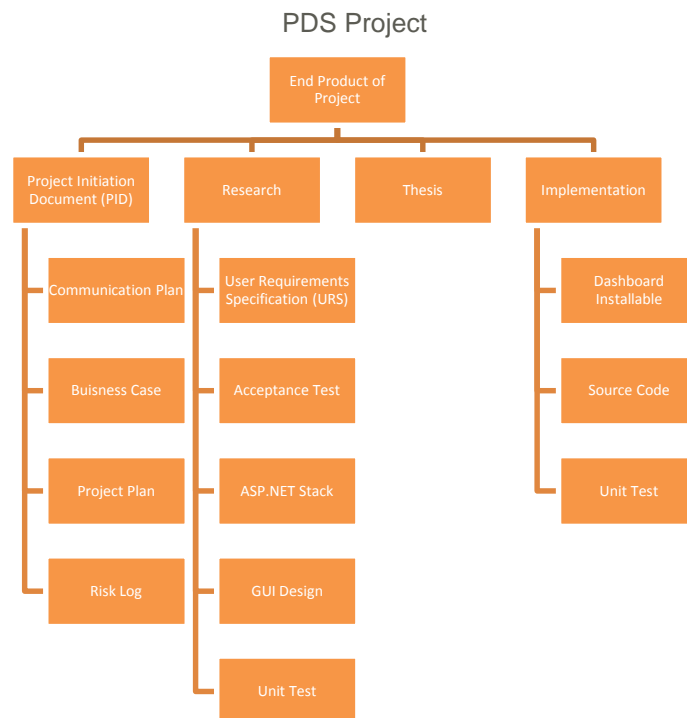 PDS Project
End Product of
Project
Project Initiation
Document (PID)
Research
Thesis
Implementation
Communication Plan
Buisness Case
Project Plan
Risk Log
User Requirements
Specification (URS)
Acceptance Test
ASP.NET Stack
GUI Design
Unit Test
Dashboard
Installable
Source Code
Unit Test